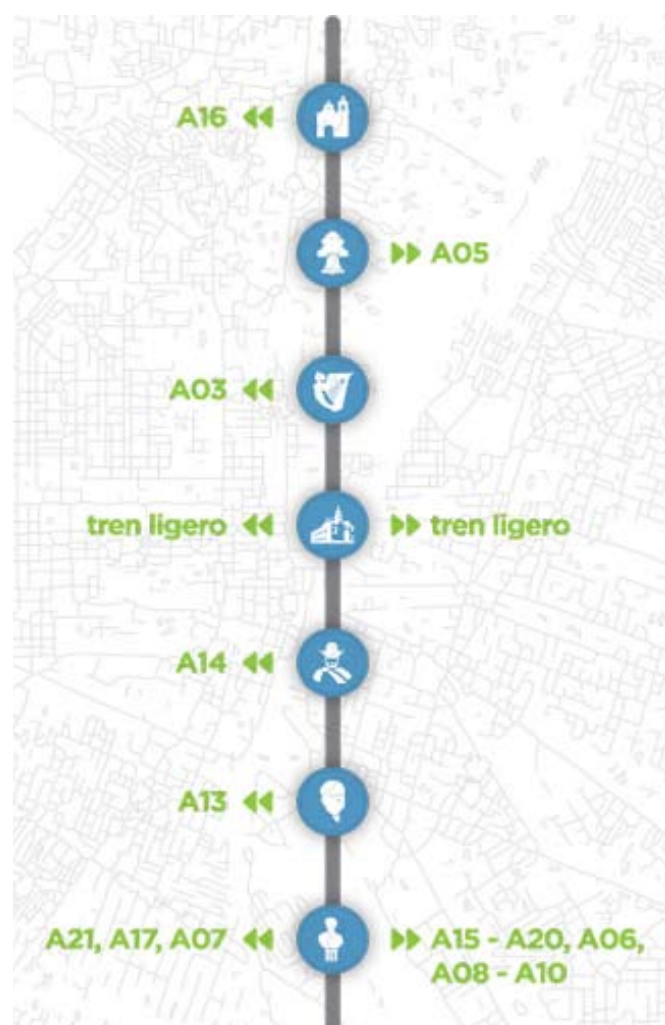 A16
A05
A03
tren ligero
tren ligero
A14
A13
A21, A17, A07
A15 - A20, A06,
A08 - A10